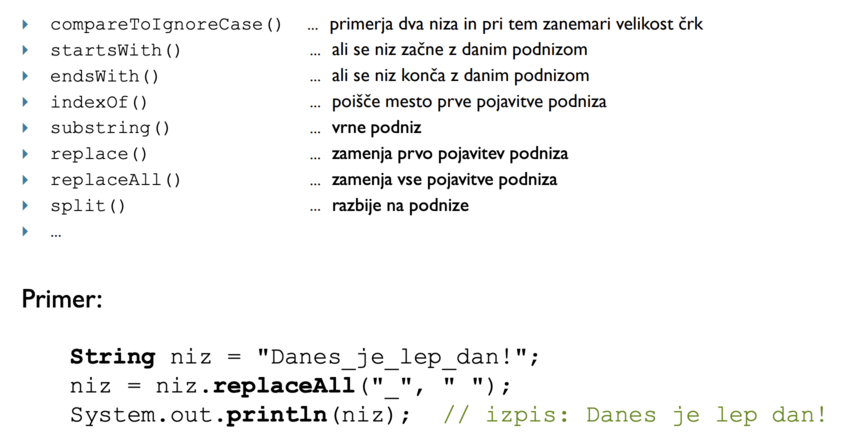 compareToIgnoreCase() ... primerja dva niza in pri tem zanemari velikost črk
startsWith() ... ali se niz začne z danim podnizom
endsWith() ... ali se niz konča z danim podnizom
indexOf() ... poišče mesto prve pojavitve podniza
substring() ... vrne podniz
replace() ... zamenja prvo pojavitev podniza
replaceAll() ... zamenja vse pojavitve podniza
split() ... razbije na podnize
...
Primer:
String niz = "Danes_je_lep_dan!";
niz = niz.replaceAll("_", " ");
System.out.println(niz); // izpis: Danes je lep dan!